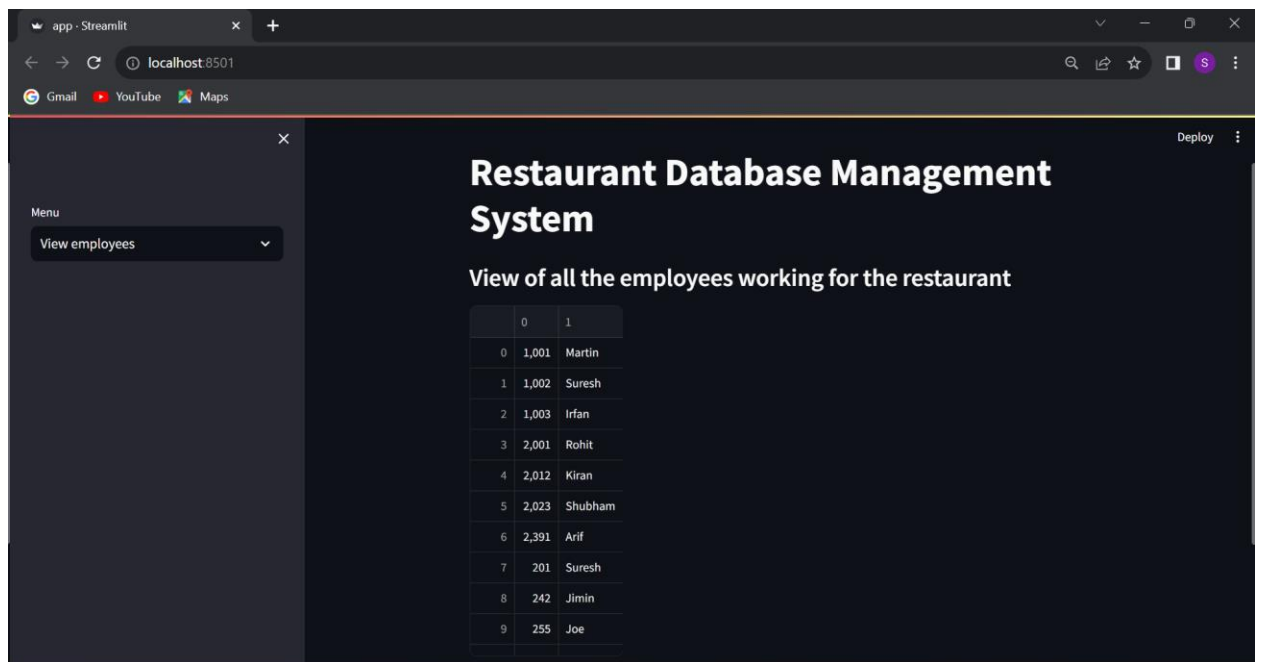 app · Streamlit
localhost:8501
Gmail YouTube Maps
S
Deploy
Menu
View employees
Restaurant Database Management
System
View of all the employees working for the restaurant
0 1
0 1,001 Martin
1 1,002 Suresh
2 1,003 Irfan
3 2,001 Rohit
4 2,012 Kiran
5 2,023 Shubham
6 2,391 Arif
7 201 Suresh
8 242 Jimin
9 255 Joe